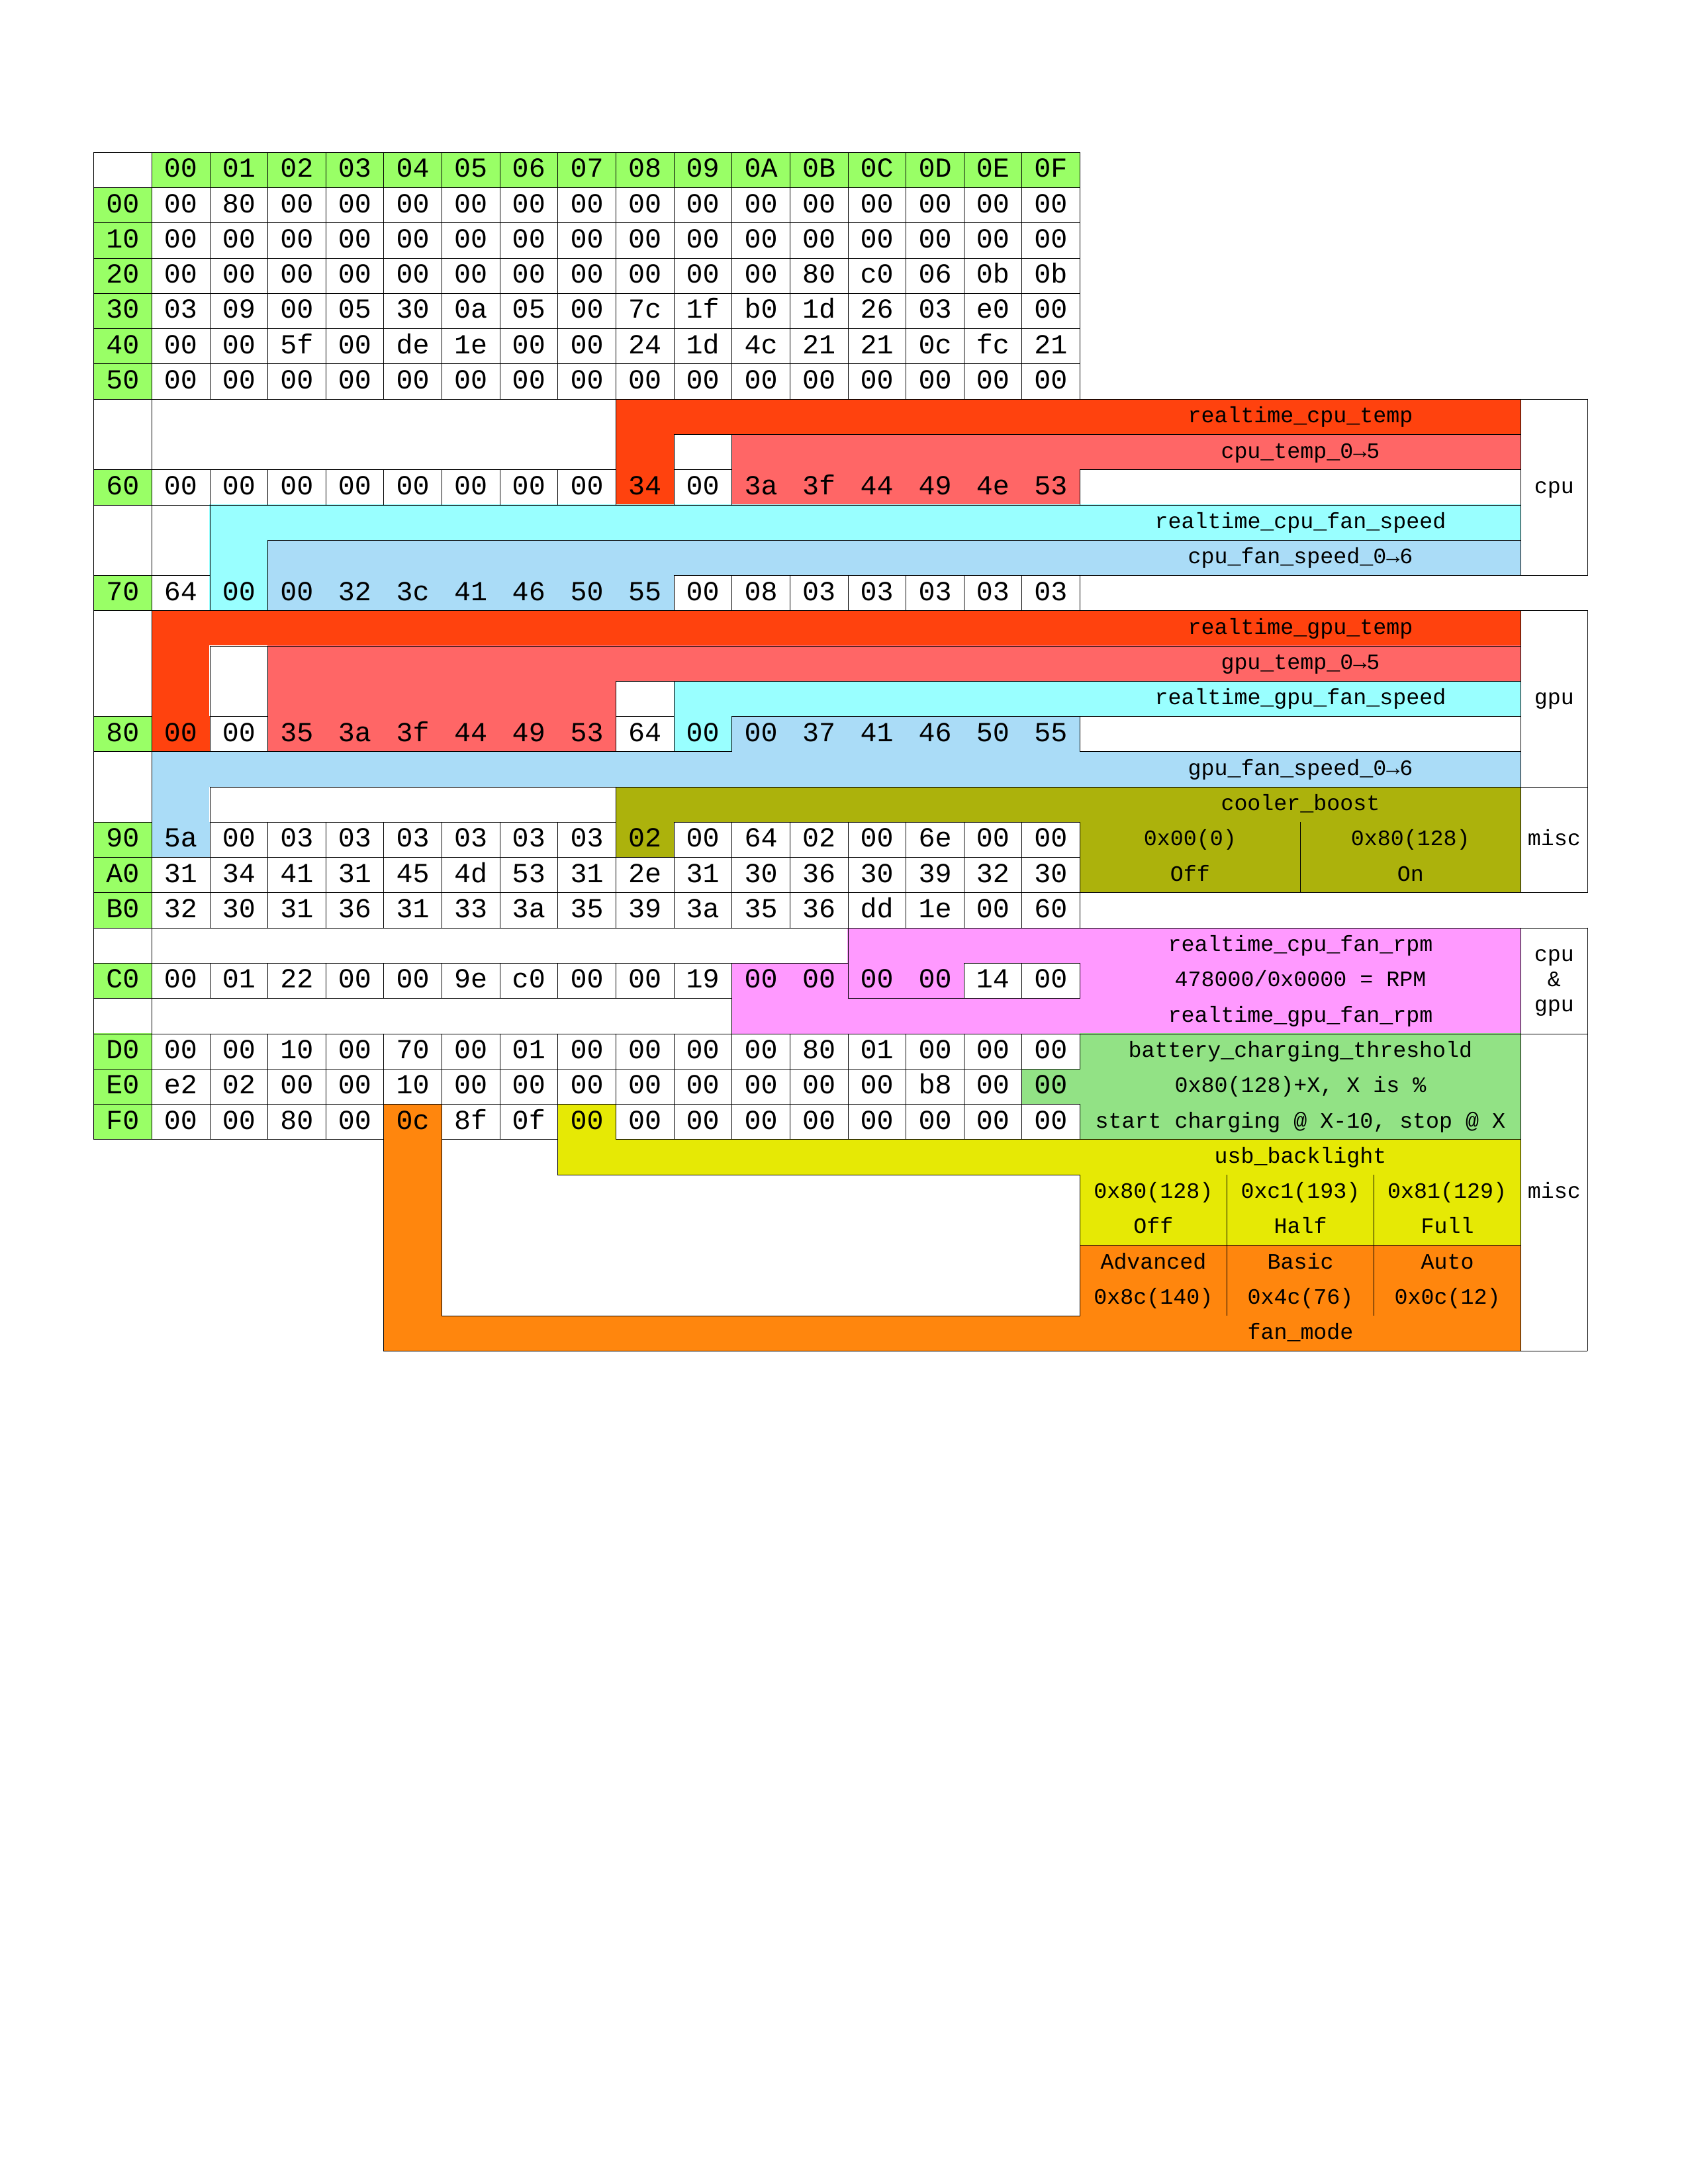 00 01 02 03 04 05 06 07 08 09 0A 0B 0C 0D 0E 0F
00 00 80 00 00 00 00 00 00 00 00 00 00 00 00 00 00
10 00 00 00 00 00 00 00 00 00 00 00 00 00 00 00 00
20 00 00 00 00 00 00 00 00 00 00 00 80 c0 06 0b 0b
30 03 09 00 05 30 0a 05 00 7c 1f b0 1d 26 03 e0 00
40 00 00 5f 00 de 1e 00 00 24 1d 4c 21 21 0c fc 21
50 00 00 00 00 00 00 00 00 00 00 00 00 00 00 00 00
realtime_cpu_temp
cpu_temp_0→5
60 00 00 00 00 00 00 00 00 34 00 3a 3f 44 49 4e 53 cpu
realtime_cpu_fan_speed
cpu_fan_speed_0→6
70 64 00 00 32 3c 41 46 50 55 00 08 03 03 03 03 03
realtime_gpu_temp
gpu_temp_0→5
realtime_gpu_fan_speed gpu
80 00 00 35 3a 3f 44 49 53 64 00 00 37 41 46 50 55
gpu_fan_speed_0→6
cooler_boost
90 5a 00 03 03 03 03 03 03 02 00 64 02 00 6e 00 00 0x00(0) 0x80(128) misc
A0 31 34 41 31 45 4d 53 31 2e 31 30 36 30 39 32 30 Off On
B0 32 30 31 36 31 33 3a 35 39 3a 35 36 dd 1e 00 60
realtime_cpu_fan_rpm cpu
C0 00 01 22 00 00 9e c0 00 00 19 00 00 00 00 14 00 478000/0x0000 = RPM &
realtime_gpu_fan_rpm gpu
D0 00 00 10 00 70 00 01 00 00 00 00 80 01 00 00 00 battery_charging_threshold
E0 e2 02 00 00 10 00 00 00 00 00 00 00 00 b8 00 00 0x80(128)+X, X is %
F0 00 00 80 00 0c 8f 0f 00 00 00 00 00 00 00 00 00 start charging @ X-10, stop @ X
usb_backlight
0x80(128) 0xc1(193) 0x81(129) misc
Off Half Full
Advanced Basic Auto
0x8c(140) 0x4c(76) 0x0c(12)
fan_mode